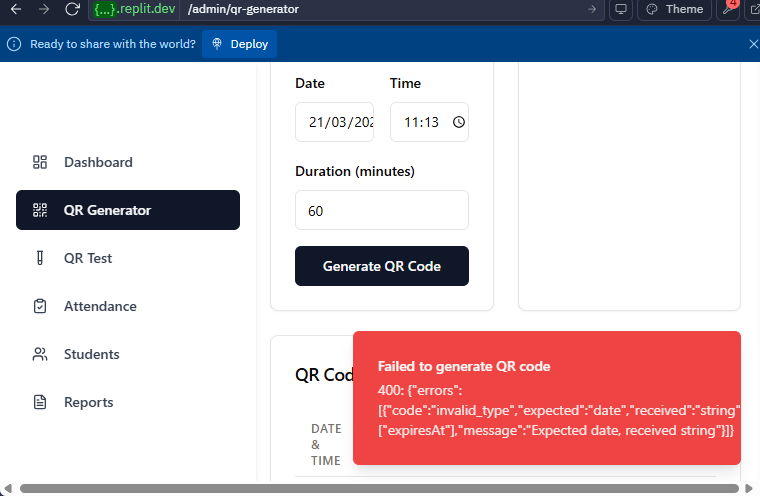 {...}.replit.dev /admin/qr-generator
Theme
4
Ready to share with the world? Deploy
Date Time
21/03/202 11:13
Duration (minutes)
60
Generate QR Code
Dashboard
QR Generator
QR Test
Attendance
Students
Reports
QR Cod
DATE
&
TIME
Failed to generate QR code
400: {"errors":
[{"code":"invalid_type","expected":"date","received":"string"
["expiresAt"],"message":"Expected date, received string"}]}